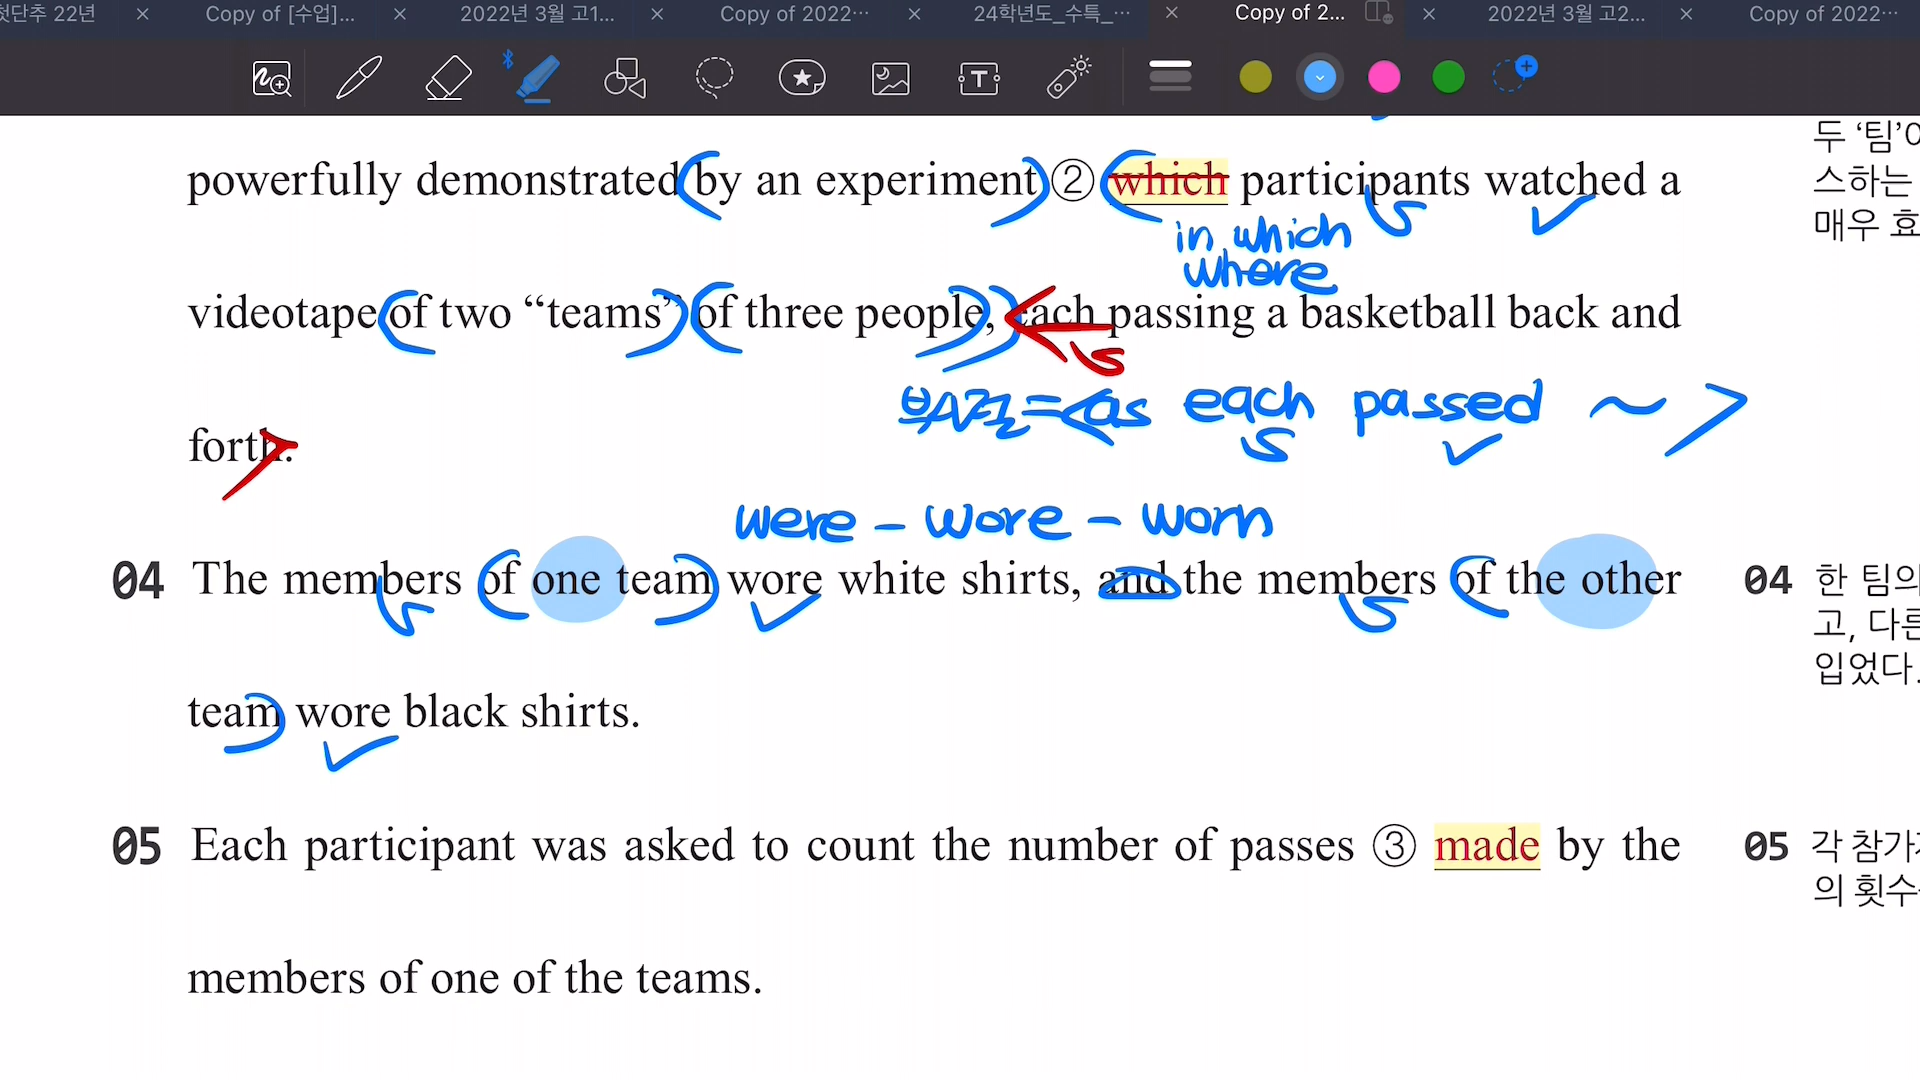 첫단추 22년 Copy of [수업]... 2022년 3월 고1... Copy of 2022... 24학년도_수특_... Copy of 2... 2022년 3월 고2... Copy of 2022...
두 ‘팀’이
powerfully demonstrated by an experiment ② which participants watched a
스하는
매우 효
in which
where
videotape of two “teams” of three people, each passing a basketball back and
S
부사절 = <as each passed ~ >
S
forth.
were - wore - worn
04 The members of one team wore white shirts, and the members of the other
04 한 팀의
고, 다른
입었다.
S
S
team wore black shirts.
05 Each participant was asked to count the number of passes ③ made by the
05 각 참가자
의 횟수
members of one of the teams.